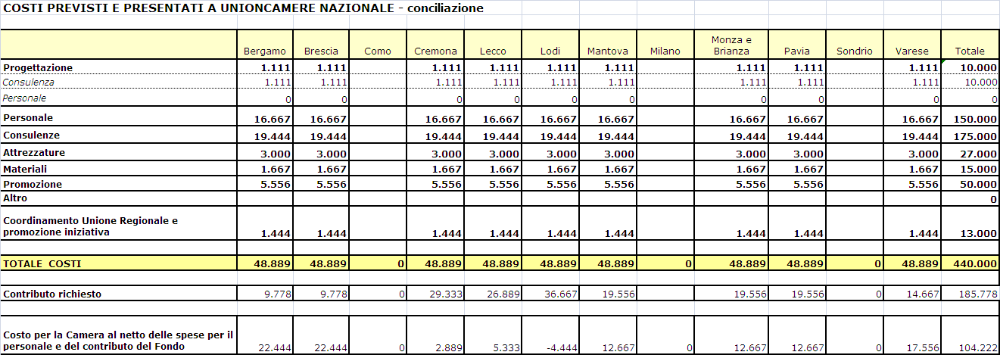 COSTI PREVISTI E PRESENTATI A UNIONCAMERE NAZIONALE - conciliazione
Bergamo Brescia Como Cremona Lecco Lodi Mantova Milano Monza e Brianza Pavia Sondrio Varese Totale
Progettazione 1.111 1.111 1.111 1.111 1.111 1.111 1.111 1.111 1.111 10.000
Consulenza 1.111 1.111 1.111 1.111 1.111 1.111 1.111 1.111 1.111 10.000
Personale 0 0 0 0 0 0 0 0 0 0
Personale 16.667 16.667 16.667 16.667 16.667 16.667 16.667 16.667 16.667 150.000
Consulenze 19.444 19.444 19.444 19.444 19.444 19.444 19.444 19.444 19.444 175.000
Attrezzature 3.000 3.000 3.000 3.000 3.000 3.000 3.000 3.000 3.000 27.000
Materiali 1.667 1.667 1.667 1.667 1.667 1.667 1.667 1.667 1.667 15.000
Promozione 5.556 5.556 5.556 5.556 5.556 5.556 5.556 5.556 5.556 50.000
Altro 0
Coordinamento Unione Regionale e
promozione iniziativa 1.444 1.444 1.444 1.444 1.444 1.444 1.444 1.444 1.444 13.000
TOTALE COSTI 48.889 48.889 0 48.889 48.889 48.889 48.889 0 48.889 48.889 0 48.889 440.000
Contributo richiesto 9.778 9.778 0 29.333 26.889 36.667 19.556 19.556 19.556 0 14.667 185.778
Costo per la Camera al netto delle spese per il
personale e del contributo del Fondo 22.444 22.444 0 2.889 5.333 -4.444 12.667 0 12.667 12.667 0 17.556 104.222